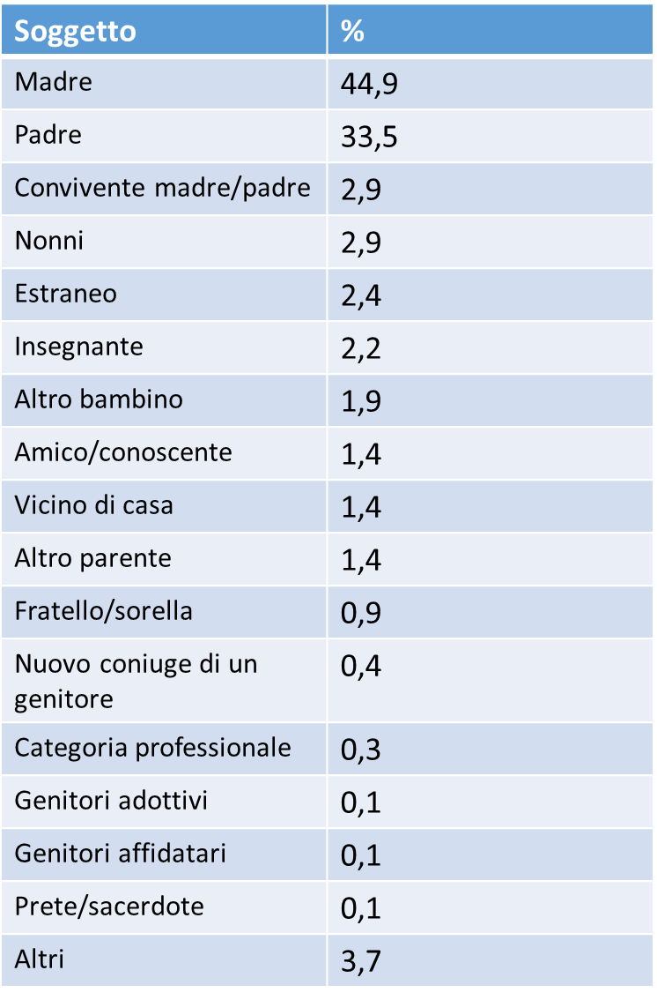 Soggetto %
Madre 44,9
Padre 33,5
Convivente madre/padre 2,9
Nonni 2,9
Estraneo 2,4
Insegnante 2,2
Altro bambino 1,9
Amico/conoscente 1,4
Vicino di casa 1,4
Altro parente 1,4
Fratello/sorella 0,9
Nuovo coniuge di un 0,4
genitore
Categoria professionale 0,3
Genitori adottivi 0,1
Genitori affidatari 0,1
Prete/sacerdote 0,1
Altri 3,7